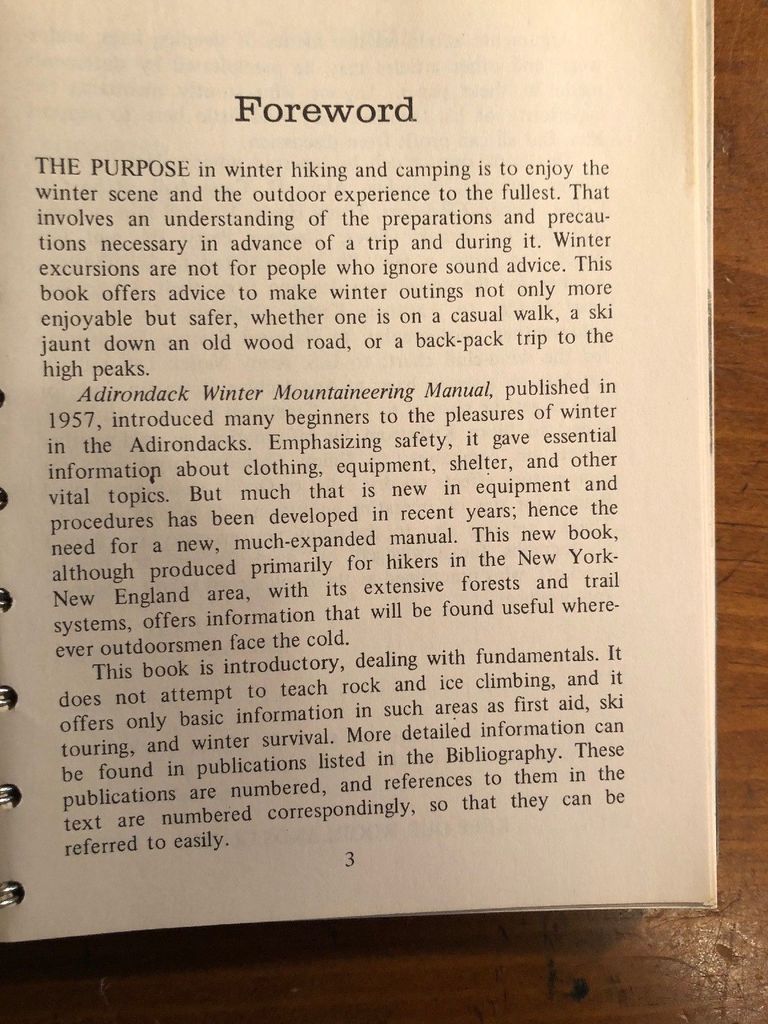 Foreword
THE PURPOSE in winter hiking and camping is to enjoy the
winter scene and the outdoor experience to the fullest. That
involves an understanding of the preparations and precau-
tions necessary in advance of a trip and during it. Winter
excursions are not for people who ignore sound advice. This
book offers advice to make winter outings not only more
enjoyable but safer, whether one is on a casual walk, a ski
jaunt down an old wood road, or a back-pack trip to the
high peaks.
Adirondack Winter Mountaineering Manual, published in
1957, introduced many beginners to the pleasures of winter
in the Adirondacks. Emphasizing safety, it gave essential
information about clothing, equipment, shelter, and other
vital topics. But much that is new in equipment and
procedures has been developed in recent years; hence the
need for a new, much-expanded manual. This new book,
although produced primarily for hikers in the New York-
New England area, with its extensive forests and trail
systems, offers information that will be found useful where-
ever outdoorsmen face the cold.
This book is introductory, dealing with fundamentals. It
does not attempt to teach rock and ice climbing, and it
offers only basic information in such areas as first aid, ski
touring, and winter survival. More detailed information can
be found in publications listed in the Bibliography. These
publications are numbered, and references to them in the
text are numbered correspondingly, so that they can be
referred to easily.
3